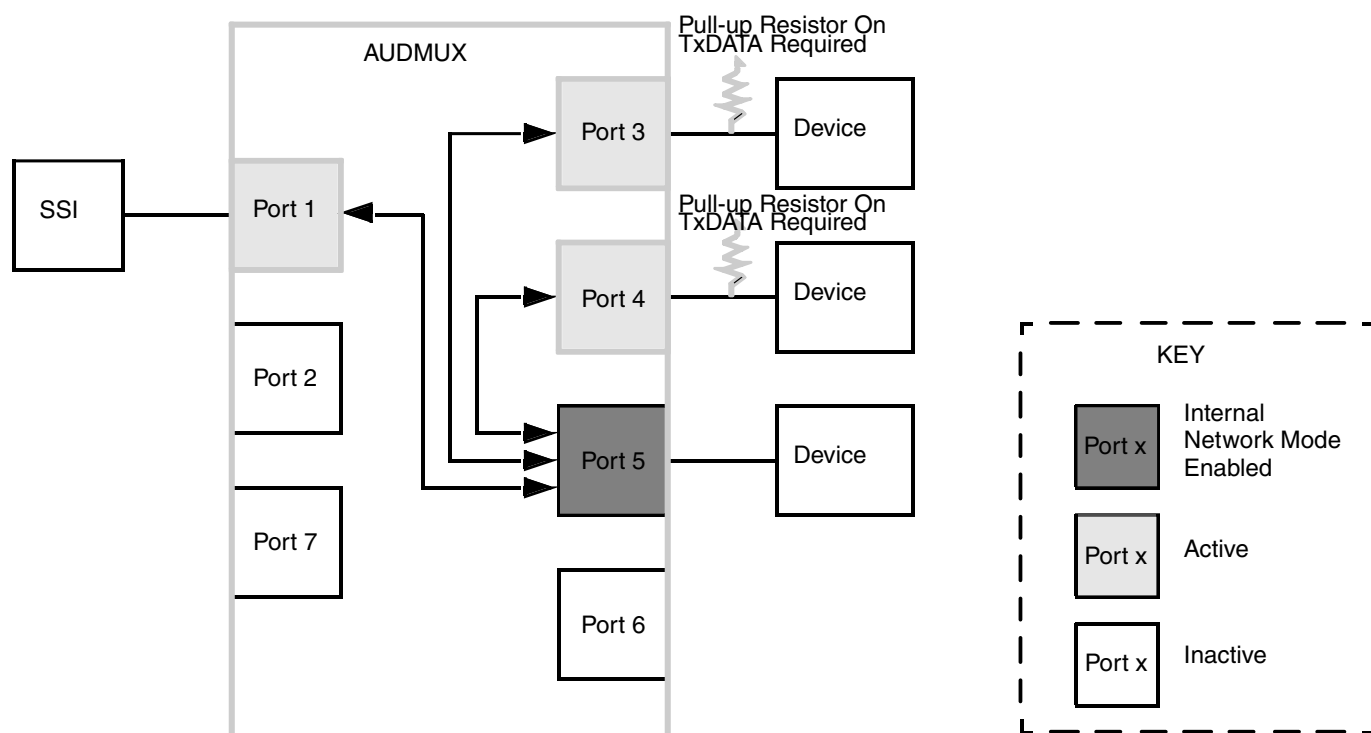 AUDMUX
Pull-up Resistor On
TxDATA Required
Port 3
Device
SSI
Port 1
Pull-up Resistor On
TxDATA Required
Port 4
Device
Port 2
Port 5
Device
Port 7
Port 6
KEY
Port x
Internal
Network Mode
Enabled
Port x
Active
Port x
Inactive